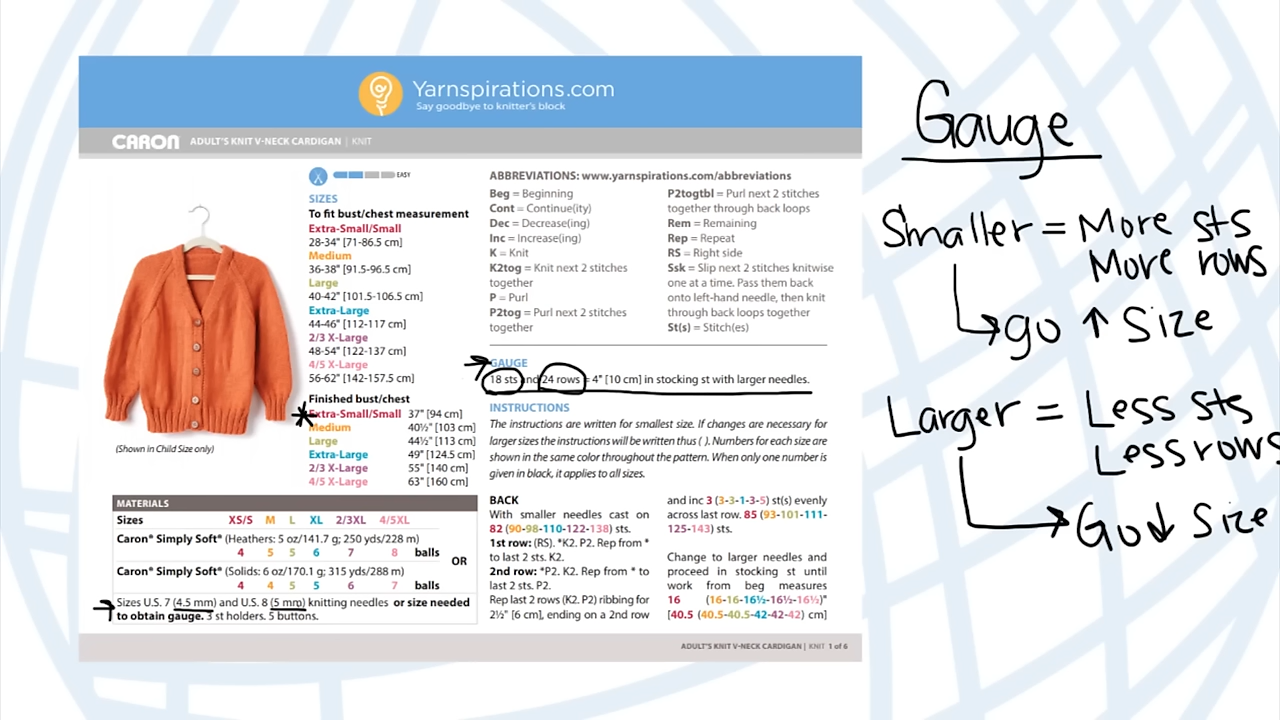 Yarnspirations.com
Say goodbye to knitter's block
CARON ADULT'S KNIT V-NECK CARDIGAN | KNIT
EASY
SIZES
To fit bust/chest measurement
Extra-Small/Small
28-34" [71-86.5 cm]
Medium
36-38" [91.5-96.5 cm]
Large
40-42" [101.5-106.5 cm]
Extra-Large
44-46" [112-117 cm]
2/3 X-Large
48-54" [122-137 cm]
4/5 X-Large
56-62" [142-157.5 cm]
Finished bust/chest
Extra-Small/Small 37" [94 cm]
Medium 40½" [103 cm]
Large 44½" [113 cm]
Extra-Large 49" [124.5 cm]
2/3 X-Large 55" [140 cm]
4/5 X-Large 63" [160 cm]
(Shown in Child Size only)
MATERIALS
Sizes XS/S M L XL 2/3XL 4/5XL
Caron® Simply Soft® (Heathers: 5 oz/141.7 g; 250 yds/228 m)
4 5 5 6 7 8 balls
OR
Caron® Simply Soft® (Solids: 6 oz/170.1 g; 315 yds/288 m)
4 4 5 5 6 7 balls
Sizes U.S. 7 (4.5 mm) and U.S. 8 (5 mm) knitting needles or size needed
to obtain gauge. 3 st holders. 5 buttons.
ABBREVIATIONS: www.yarnspirations.com/abbreviations
Beg = Beginning
Cont = Continue(ity)
Dec = Decrease(ing)
Inc = Increase(ing)
K = Knit
K2tog = Knit next 2 stitches
together
P = Purl
P2tog = Purl next 2 stitches
together
P2togtbl = Purl next 2 stitches
together through back loops
Rem = Remaining
Rep = Repeat
RS = Right side
Ssk = Slip next 2 stitches knitwise
one at a time. Pass them back
onto left-hand needle, then knit
through back loops together
St(s) = Stitch(es)
GAUGE
18 sts and 24 rows = 4" [10 cm] in stocking st with larger needles.
INSTRUCTIONS
The instructions are written for smallest size. If changes are necessary for
larger sizes the instructions will be written thus ( ). Numbers for each size are
shown in the same color throughout the pattern. When only one number is
given in black, it applies to all sizes.
BACK
With smaller needles cast on
82 (90-98-110-122-138) sts.
1st row: (RS). *K2. P2. Rep from *
to last 2 sts. K2.
2nd row: *P2. K2. Rep from * to
last 2 sts. P2.
Rep last 2 rows (K2. P2) ribbing for
2½" [6 cm], ending on a 2nd row
and inc 3 (3-3-1-3-5) st(s) evenly
across last row. 85 (93-101-111-
125-143) sts.
Change to larger needles and
proceed in stocking st until
work from beg measures
16 (16-16-16½-16½-16½)"
[40.5 (40.5-40.5-42-42-42) cm]
ADULT'S KNIT V-NECK CARDIGAN | KNIT 1 of 6
Gauge
Smaller = More sts
More rows
go ↑ Size
Larger = Less sts
Less rows
Go ↓ Size